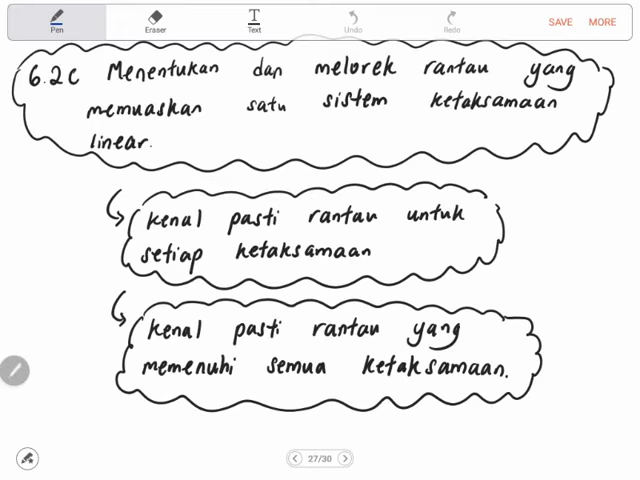 Pen Eraser Text Undo Redo SAVE MORE
6.2c Menentukan dan melorek rantau yang
memuaskan satu sistem ketaksamaan
linear.
kenal pasti rantau untuk
setiap ketaksamaan
kenal pasti rantau yang
memenuhi semua ketaksamaan.
27/30